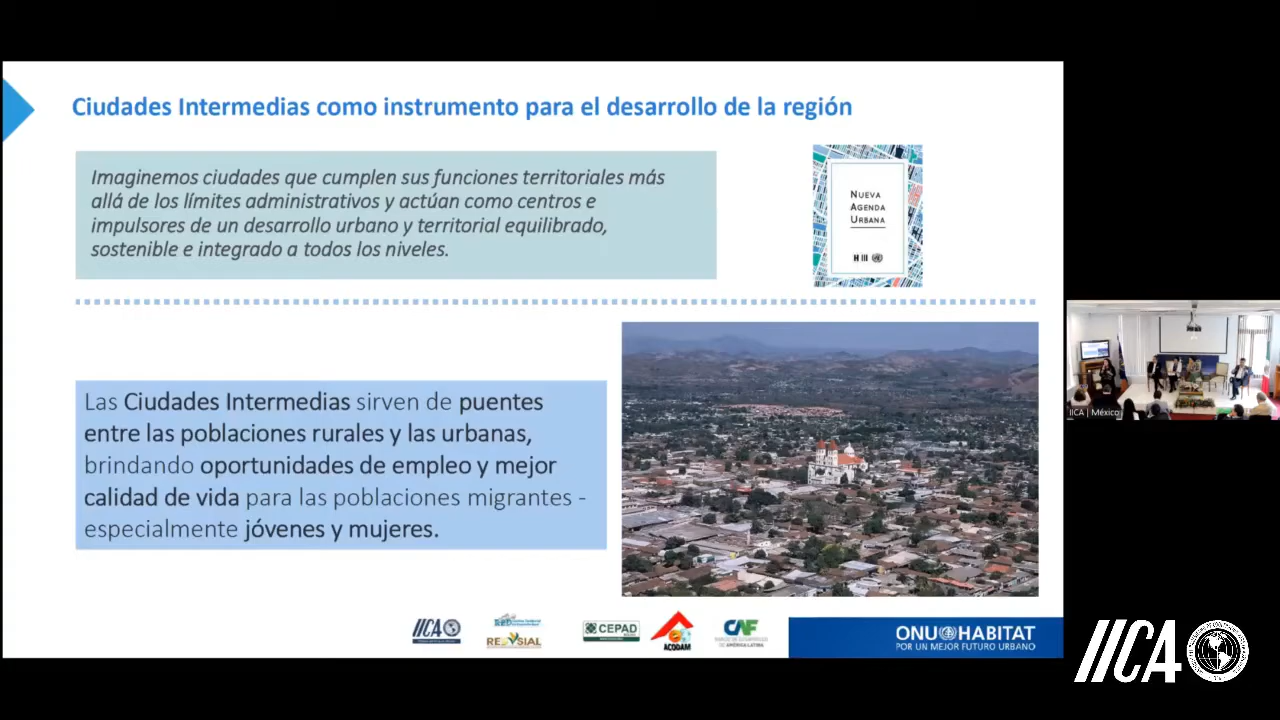 Ciudades Intermedias como instrumento para el desarrollo de la región
Imaginemos ciudades que cumplen sus funciones territoriales más
allá de los límites administrativos y actúan como centros e
impulsores de un desarrollo urbano y territorial equilibrado,
sostenible e integrado a todos los niveles.
NUEVA
AGENDA
URBANA
H III
Las Ciudades Intermedias sirven de puentes
entre las poblaciones rurales y las urbanas,
brindando oportunidades de empleo y mejor
calidad de vida para las poblaciones migrantes -
especialmente jóvenes y mujeres.
IICA | México
IICA
RED
REDSIAL
CEPAD
ACODAM
CAF
BANCO DE DESARROLLO
DE AMÉRICA LATINA
ONU HABITAT
POR UN MEJOR FUTURO URBANO
IICA